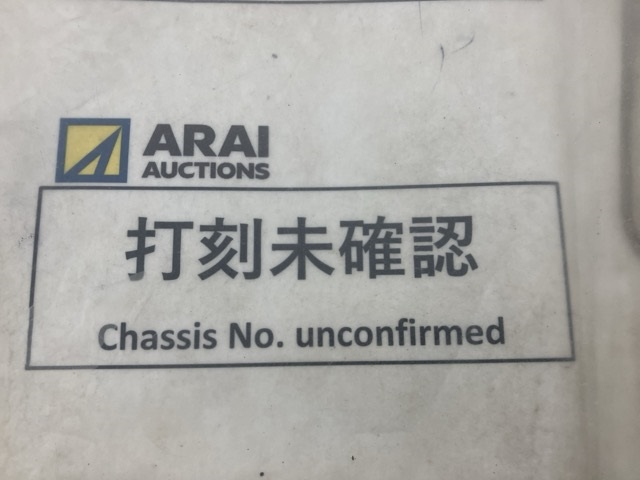 ARAI
AUCTIONS
打刻未確認
Chassis No. unconfirmed